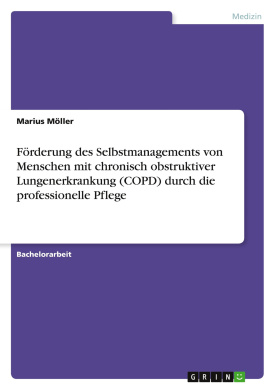 Medizin
Marius Möller
Förderung des Selbstmanagements von
Menschen mit chronisch obstruktiver
Lungenerkrankung (COPD) durch die
professionelle Pflege
Bachelorarbeit
GRIN